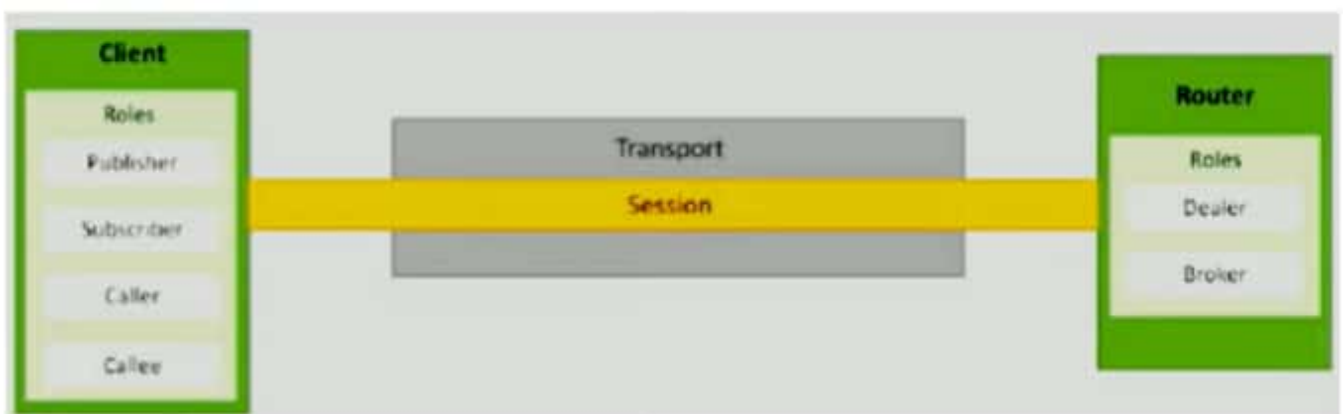 Client
Roles
Publisher
Subscriber
Caller
Callee
Transport
Session
Router
Roles
Dealer
Broker